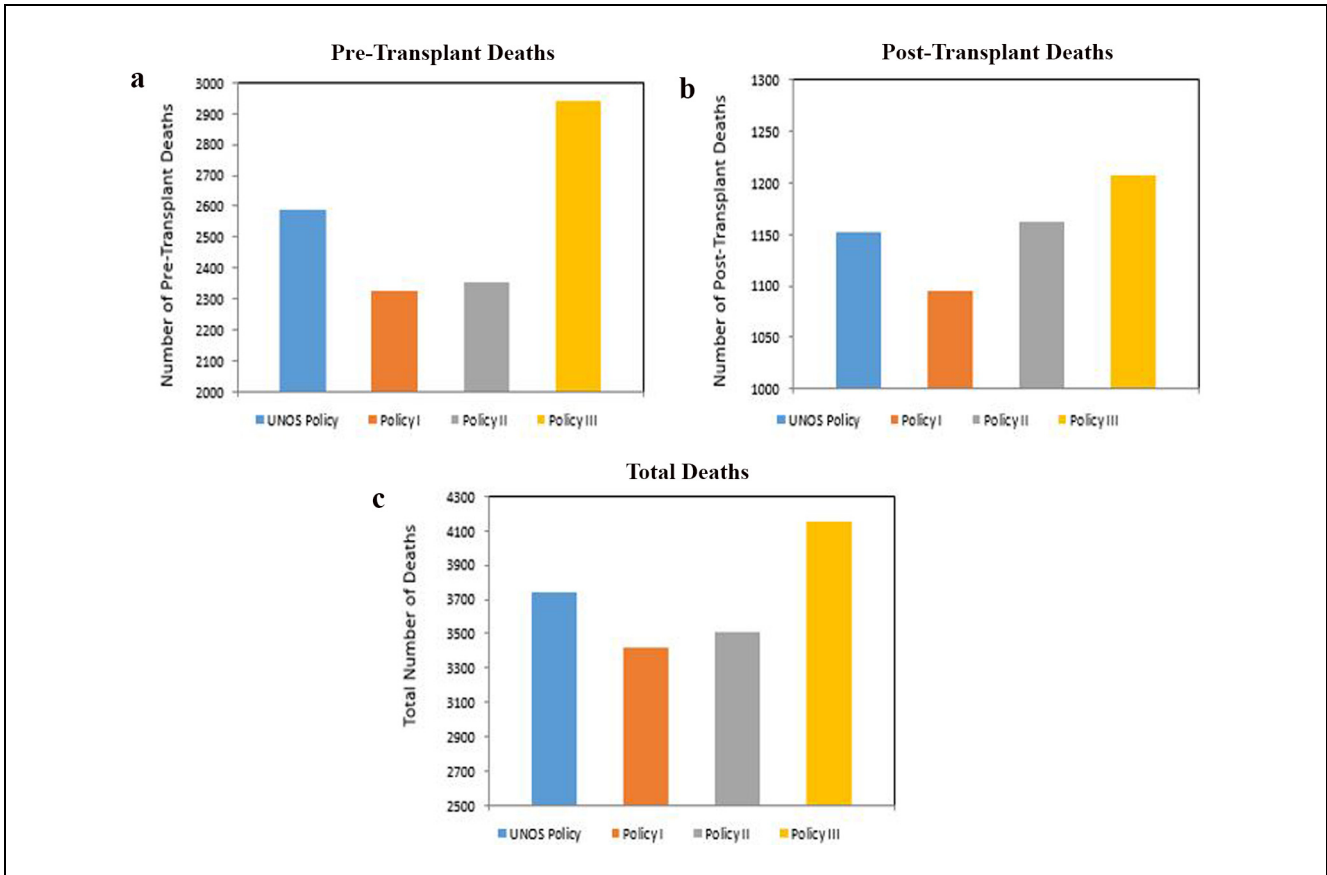 Pre-Transplant Deaths
a
Number of Pre-Transplant Deaths
3000
2900
2800
2700
2600
2500
2400
2300
2200
2100
2000
UNOS Policy Policy I Policy II Policy III
Post-Transplant Deaths
b
Number of Post-Transplant Deaths
1300
1250
1200
1150
1100
1050
1000
UNOS Policy Policy I Policy II Policy III
Total Deaths
c
Total Number of Deaths
4300
4100
3900
3700
3500
3300
3100
2900
2700
2500
UNOS Policy Policy I Policy II Policy III